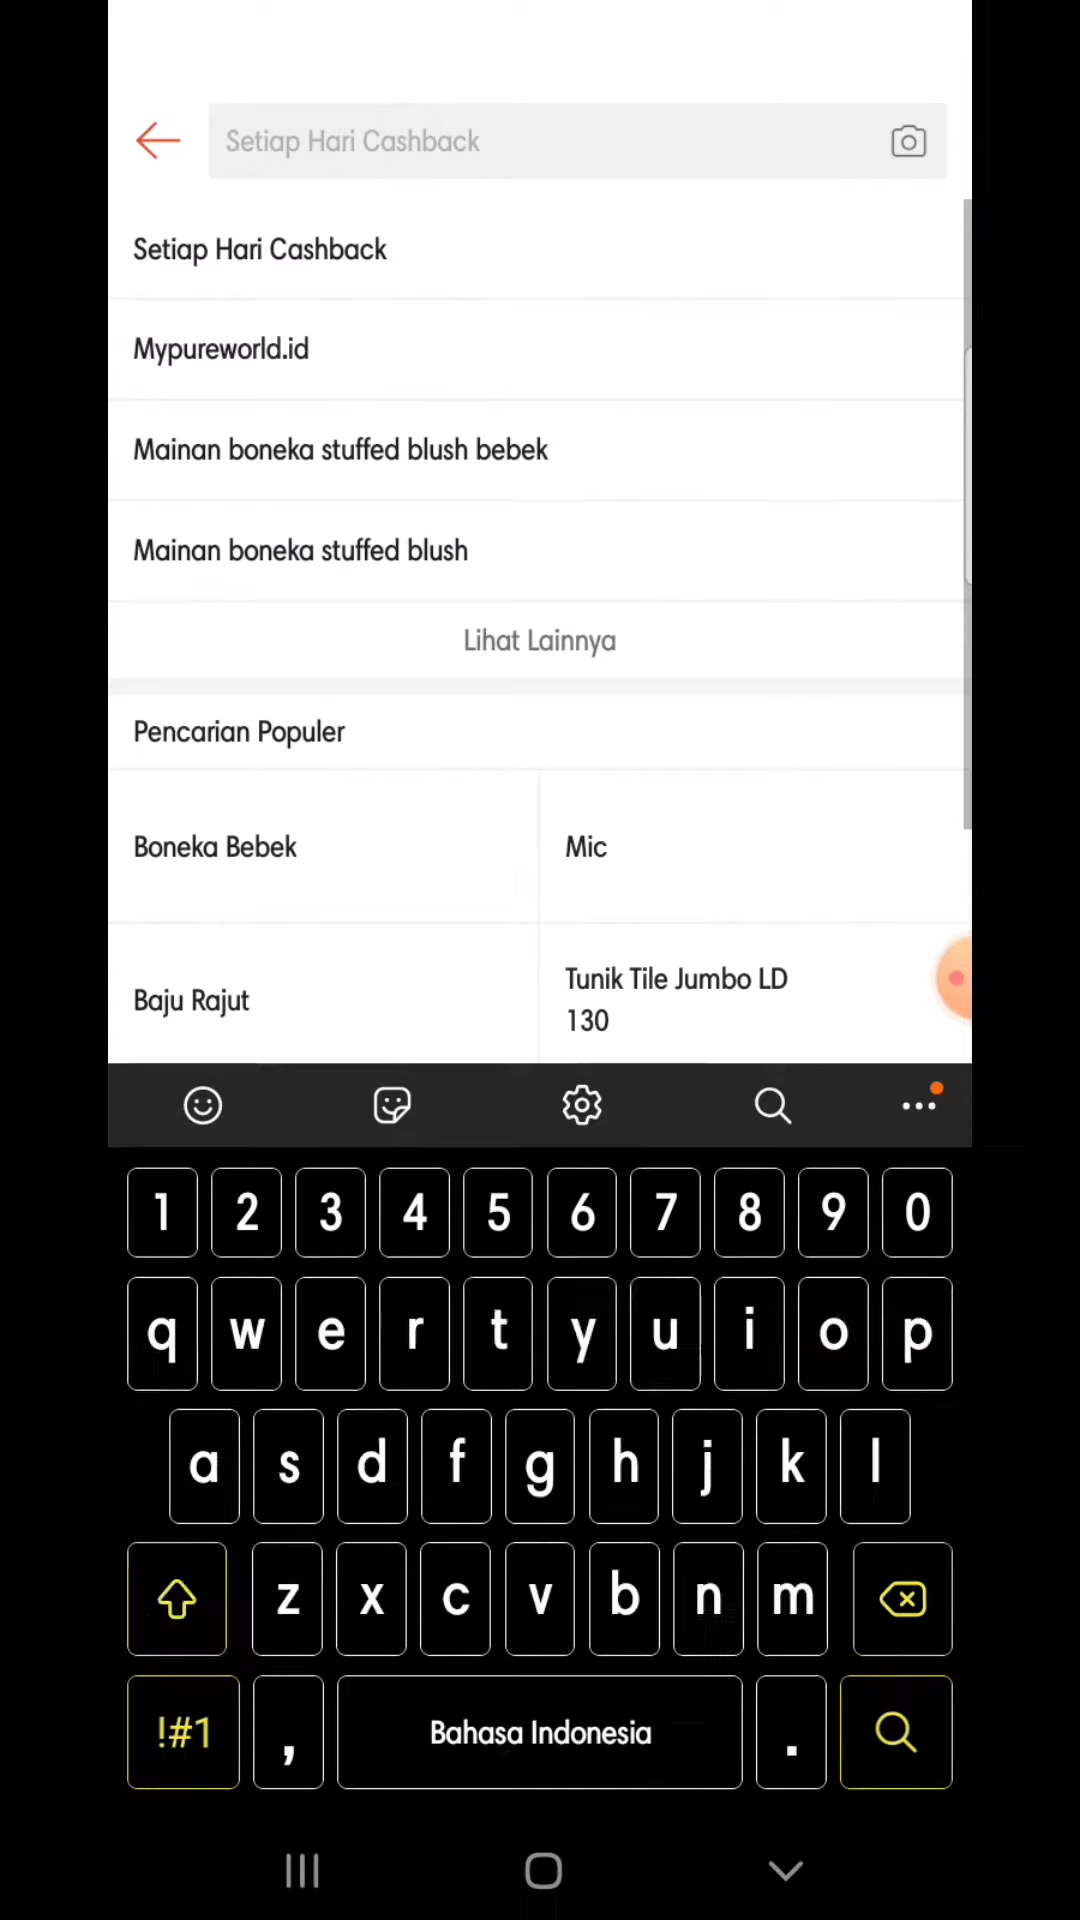 Setiap Hari Cashback
Setiap Hari Cashback
Mypureworld.id
Mainan boneka stuffed blush bebek
Mainan boneka stuffed blush
Lihat Lainnya
Pencarian Populer
Boneka Bebek
Mic
Baju Rajut
Tunik Tile Jumbo LD
130
1 2 3 4 5 6 7 8 9 0
q w e r t y u i o p
a s d f g h j k l
z x c v b n m
!#1 , Bahasa Indonesia .